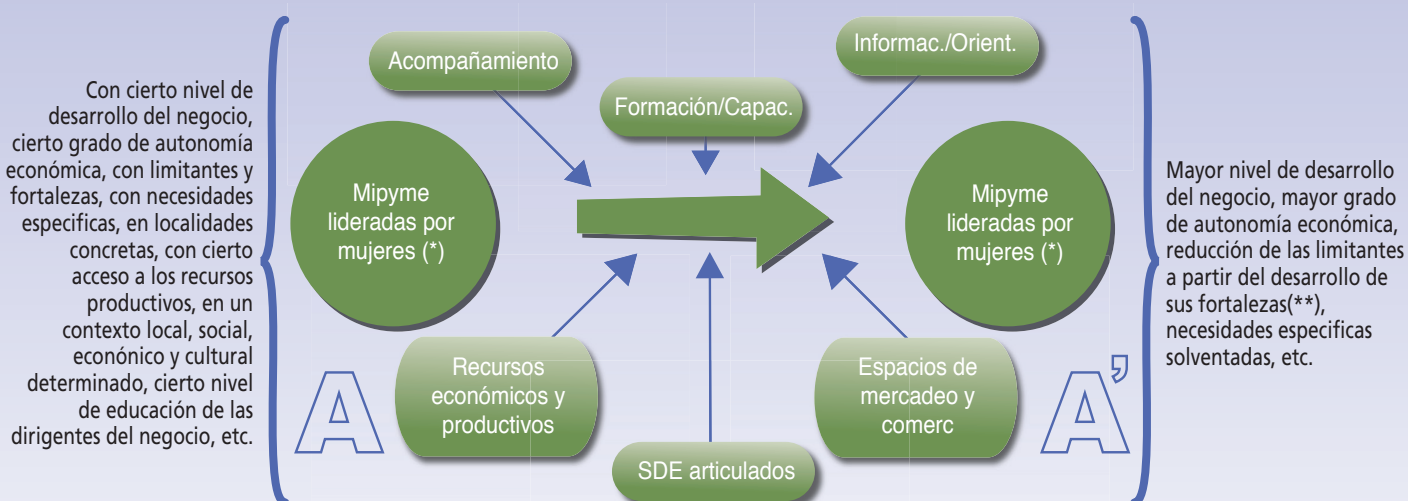 Con cierto nivel de
desarrollo del negocio,
cierto grado de autonomía
económica, con limitantes y
fortalezas, con necesidades
especificas, en localidades
concretas, con cierto
acceso a los recursos
productivos, en un
contexto local, social,
econónico y cultural
determinado, cierto nivel
de educación de las
dirigentes del negocio, etc.
Acompañamiento
Formación/Capac.
Informac./Orient.
Mipyme
lideradas por
mujeres (*)
Mipyme
lideradas por
mujeres (*)
A
Recursos
económicos y
productivos
SDE articulados
Espacios de
mercadeo y
comerc
A’
Mayor nivel de desarrollo
del negocio, mayor grado
de autonomía económica,
reducción de las limitantes
a partir del desarrollo de
sus fortalezas(**),
necesidades especificas
solventadas, etc.